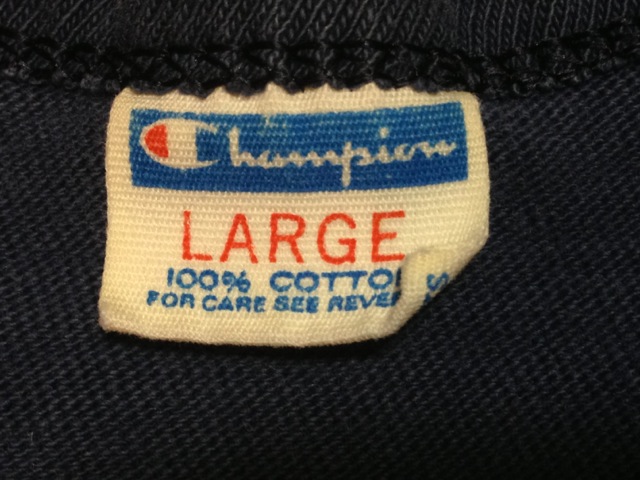 Champion
LARGE
100% COTTO
FOR CARE SEE REVE